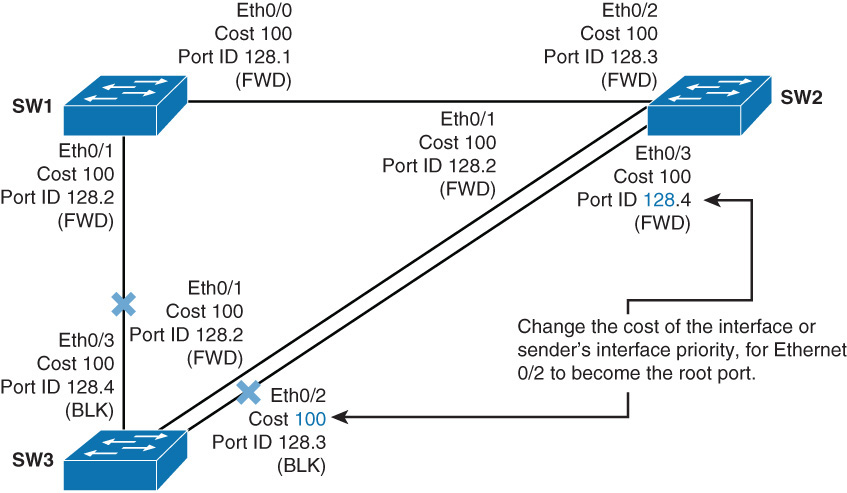 Eth0/0
Cost 100
Port ID 128.1
(FWD)
Eth0/2
Cost 100
Port ID 128.3
(FWD)
SW1
SW2
Eth0/1
Cost 100
Port ID 128.2
(FWD)
Eth0/1
Cost 100
Port ID 128.2
(FWD)
Eth0/3
Cost 100
Port ID 128.4
(FWD)
Eth0/1
Cost 100
Port ID 128.2
(FWD)
Change the cost of the interface or
sender's interface priority, for Ethernet
0/2 to become the root port.
Eth0/3
Cost 100
Port ID 128.4
(BLK)
Eth0/2
Cost 100
Port ID 128.3
(BLK)
SW3